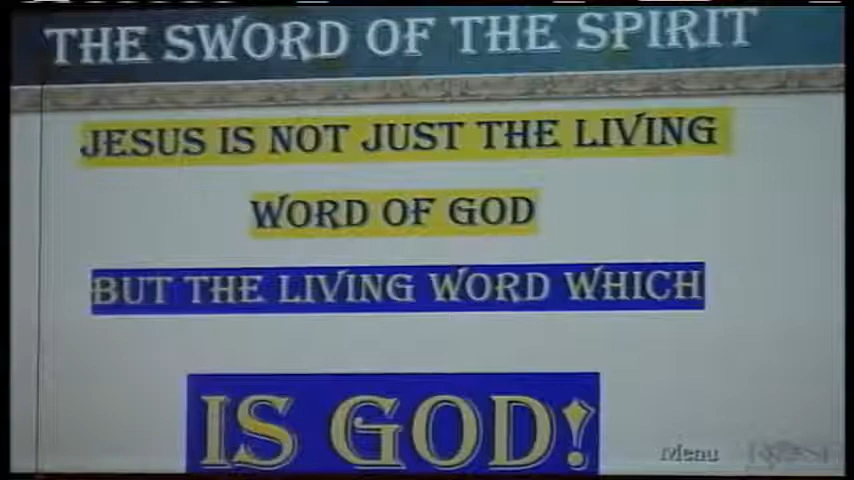 THE SWORD OF THE SPIRIT
JESUS IS NOT JUST THE LIVING
WORD OF GOD
BUT THE LIVING WORD WHICH
IS GOD!
Menu